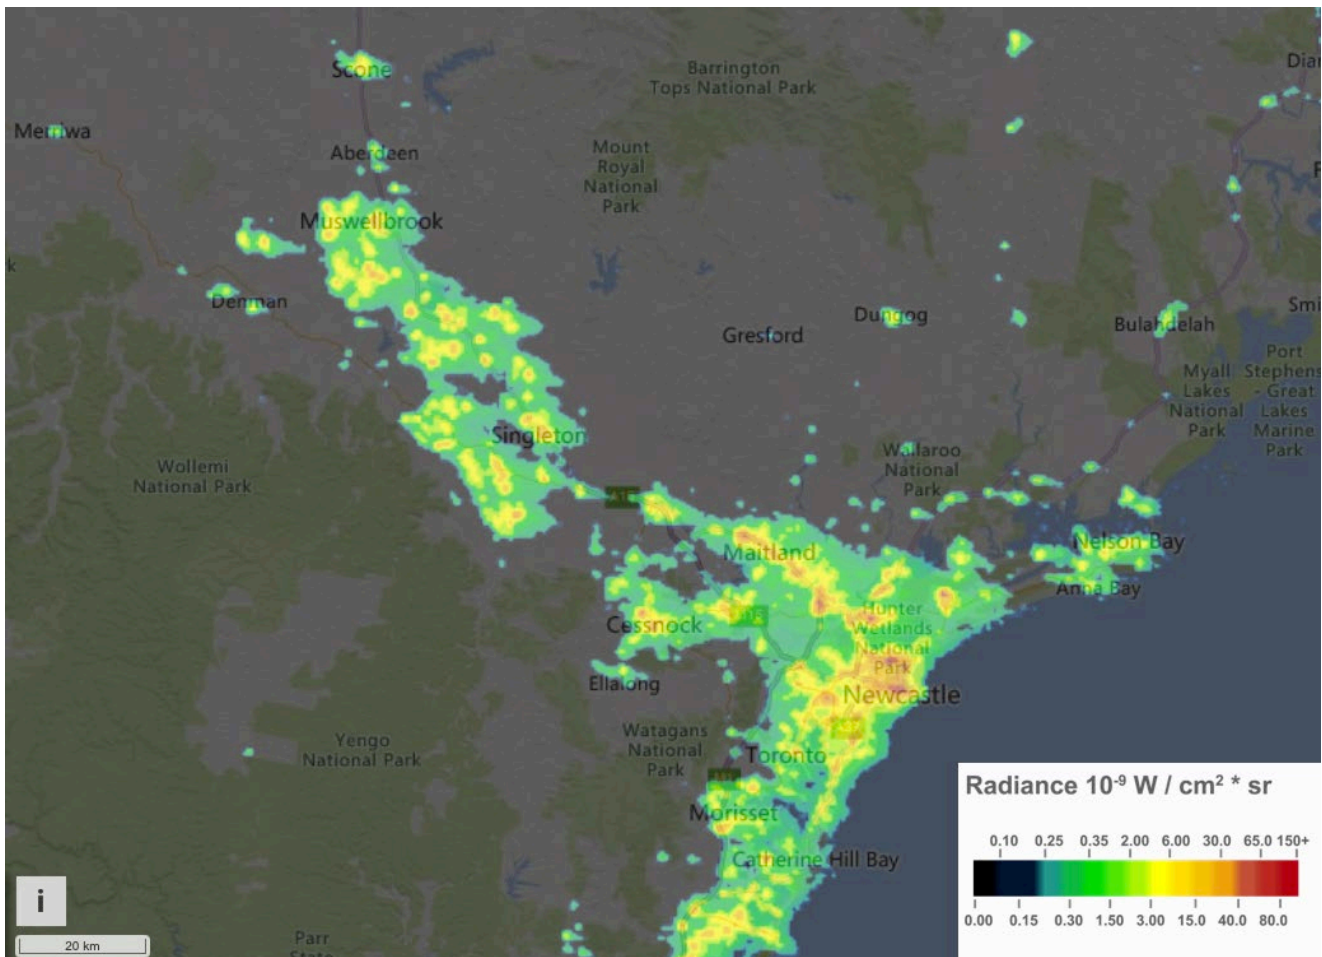 Scone
Barrington
Tops National Park
Merriwa
Aberdeen
Mount
Royal
National
Park
Muswellbrook
Denman
Dungog
Gresford
Bulahdelah
Port
Myall
Stephens
Lakes
- Great
National
Lakes
Park
Marine
Park
Singleton
Wollemi
National Park
Wallaroo
National
Park
Maitland
Nelson Bay
Anna Bay
Hunter
Wetlands
National
Park
Cessnock
Ellalong
Newcastle
Yengo
National Park
Watagans
National
Park
Toronto
Morisset
Catherine Hill Bay
Radiance 10⁻⁹ W / cm² * sr
0.10 0.25 0.35 2.00 6.00 30.0 65.0 150+
0.00 0.15 0.30 1.50 3.00 15.0 40.0 80.0
i
20 km
Parr